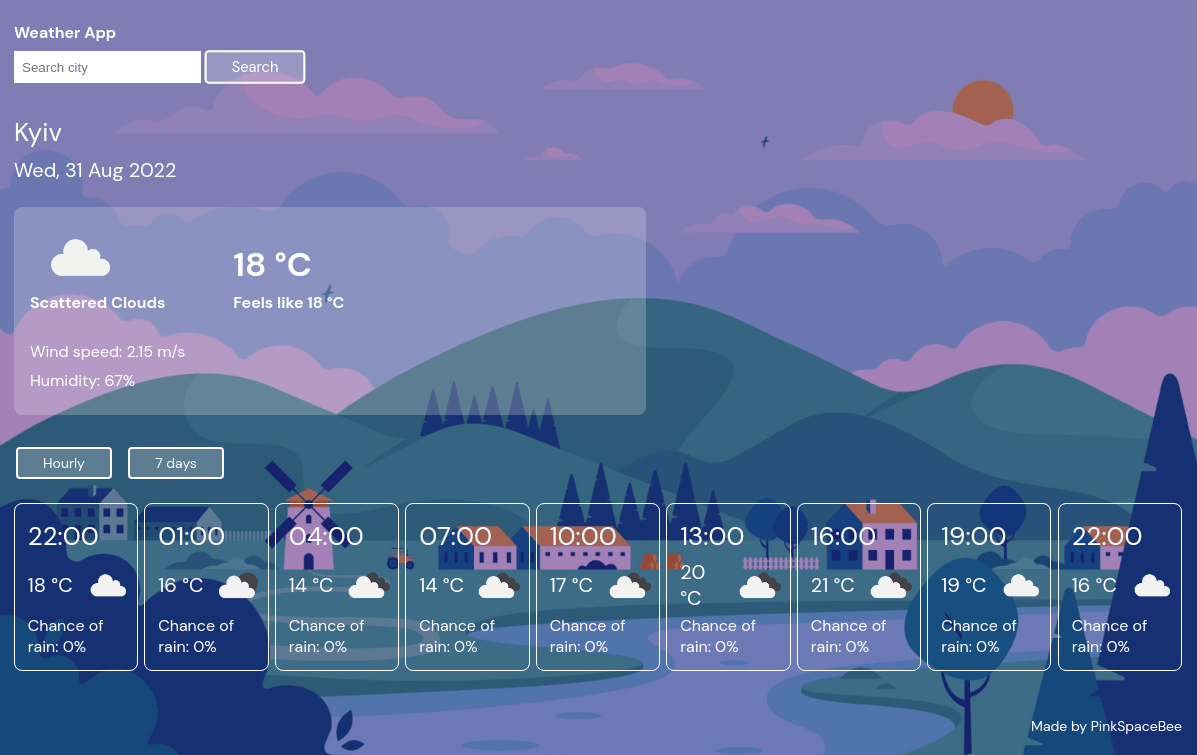 Weather App
Search city
Search
Kyiv
Wed, 31 Aug 2022
18 °C
Scattered Clouds
Feels like 18 °C
Wind speed: 2.15 m/s
Humidity: 67%
Hourly
7 days
22:00
18 °C
Chance of
rain: 0%
01:00
16 °C
Chance of
rain: 0%
04:00
14 °C
Chance of
rain: 0%
07:00
14 °C
Chance of
rain: 0%
10:00
17 °C
Chance of
rain: 0%
13:00
20
°C
Chance of
rain: 0%
16:00
21 °C
Chance of
rain: 0%
19:00
19 °C
Chance of
rain: 0%
22:00
16 °C
Chance of
rain: 0%
Made by PinkSpaceBee